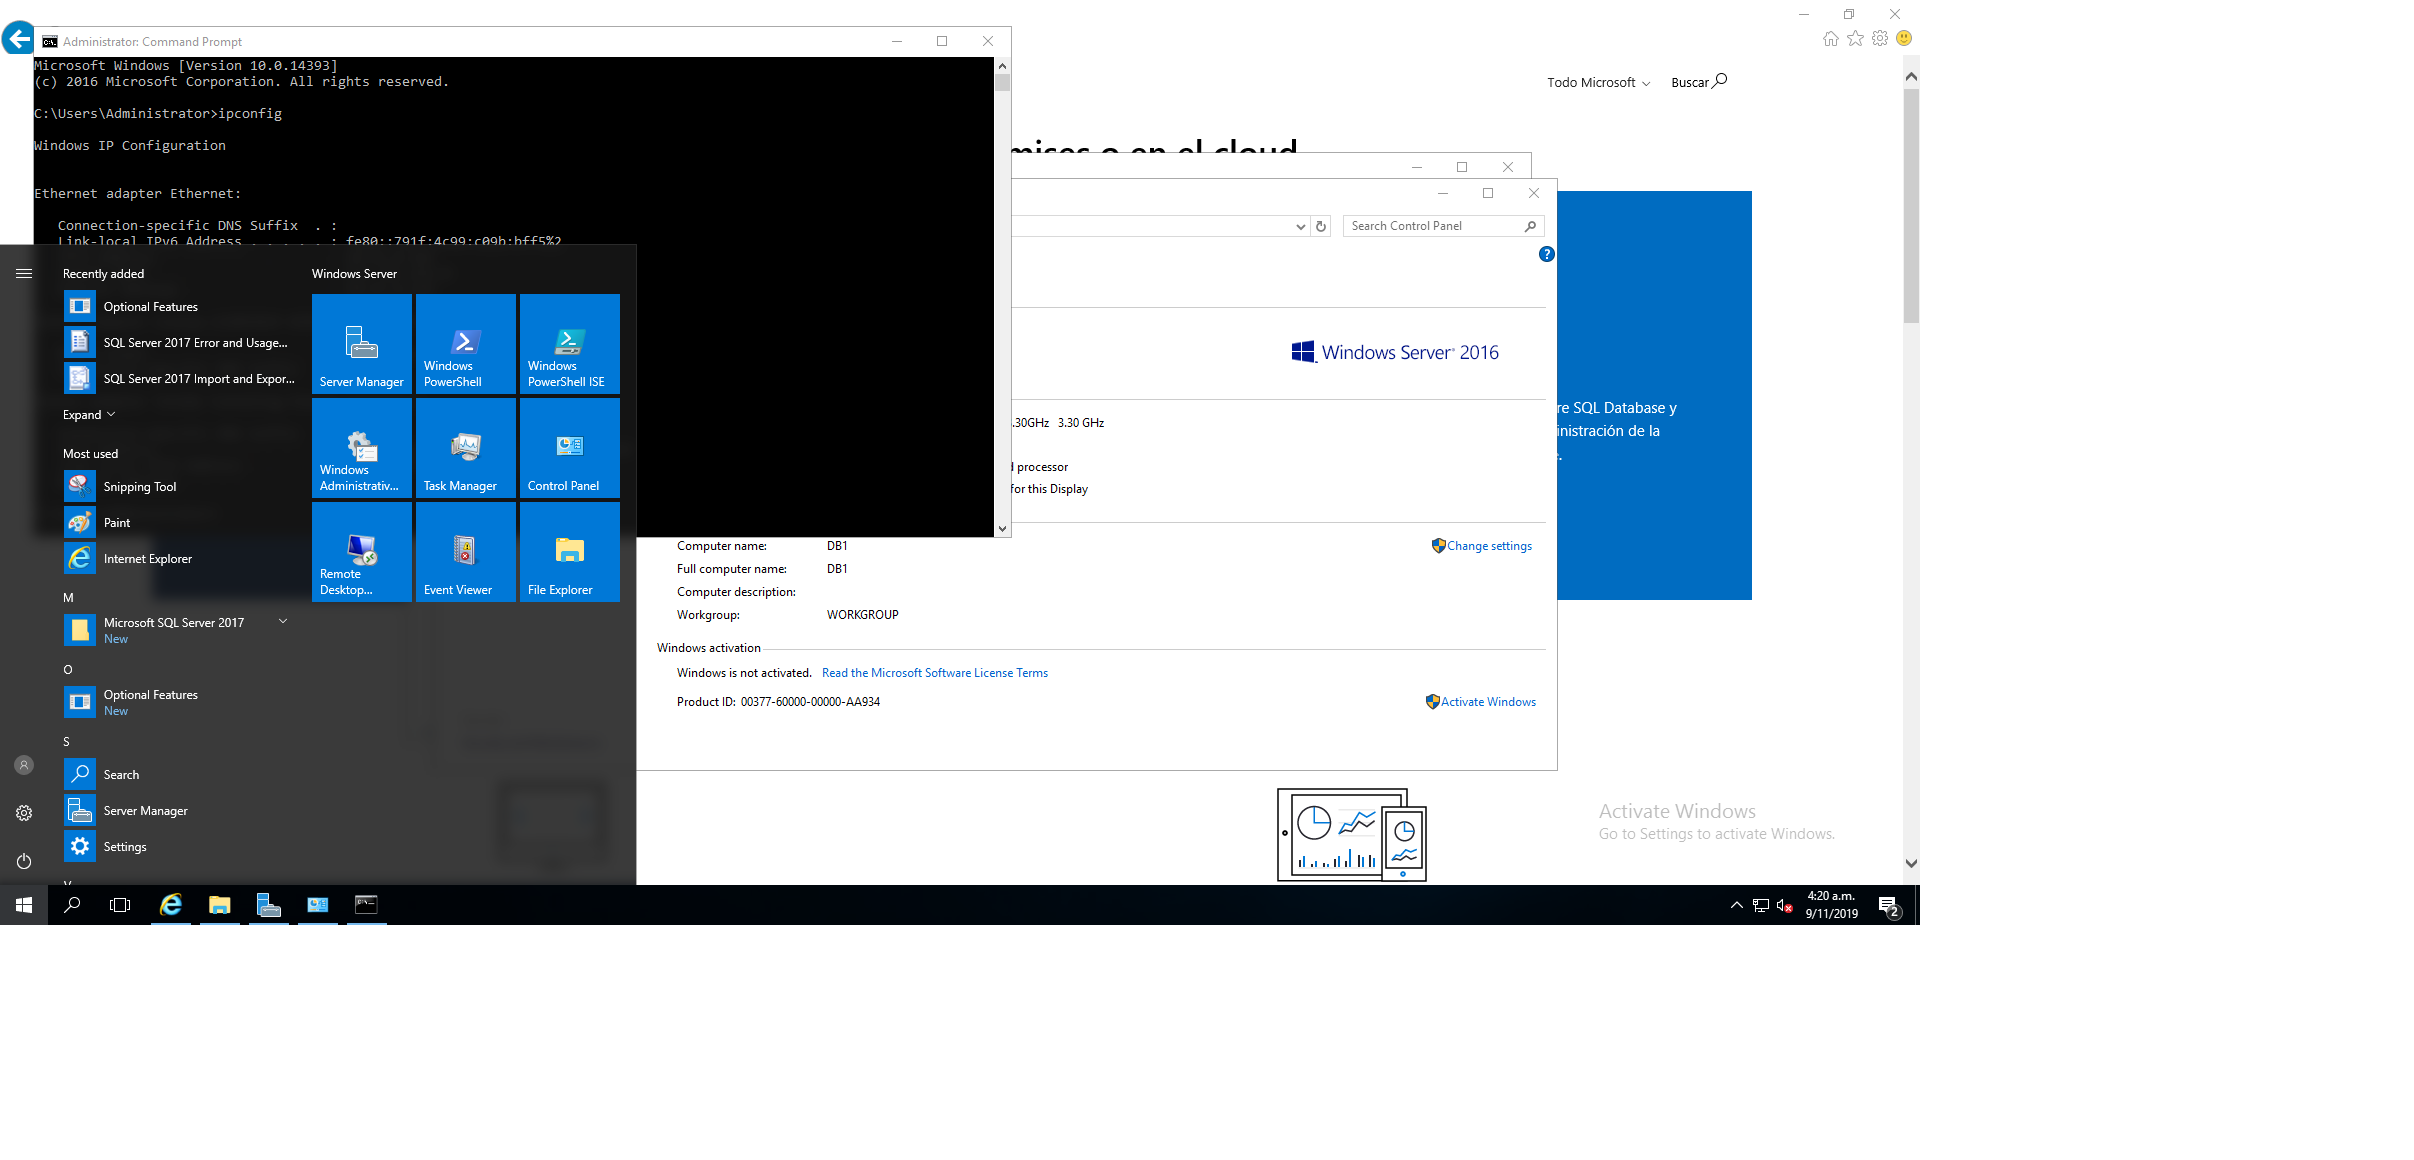 Administrator: Command Prompt
Microsoft Windows [Version 10.0.14393]
(c) 2016 Microsoft Corporation. All rights reserved.
C:\Users\Administrator>ipconfig
Windows IP Configuration
Ethernet adapter Ethernet:
Connection-specific DNS Suffix . :
Link-local IPv6 Address . . . . . : fe80::791f:4c99:c09b:bff5%2
Todo Microsoft
Buscar
mises o en el cloud
Search Control Panel
Windows Server 2016
.30GHz 3.30 GHz
processor
for this Display
re SQL Database y
inistración de la
Computer name: DB1
Change settings
Full computer name: DB1
Computer description:
Workgroup: WORKGROUP
Windows activation
Windows is not activated. Read the Microsoft Software License Terms
Product ID: 00377-60000-00000-AA934
Activate Windows
Recently added
Optional Features
SQL Server 2017 Error and Usage...
SQL Server 2017 Import and Expor...
Expand
Most used
Snipping Tool
Paint
Internet Explorer
M
Microsoft SQL Server 2017
New
O
Optional Features
New
S
Search
Server Manager
Settings
Windows Server
Server Manager
Windows PowerShell
Windows PowerShell ISE
Windows Administrativ...
Task Manager
Control Panel
Remote Desktop...
Event Viewer
File Explorer
Activate Windows
Go to Settings to activate Windows.
4:20 a.m.
9/11/2019
2